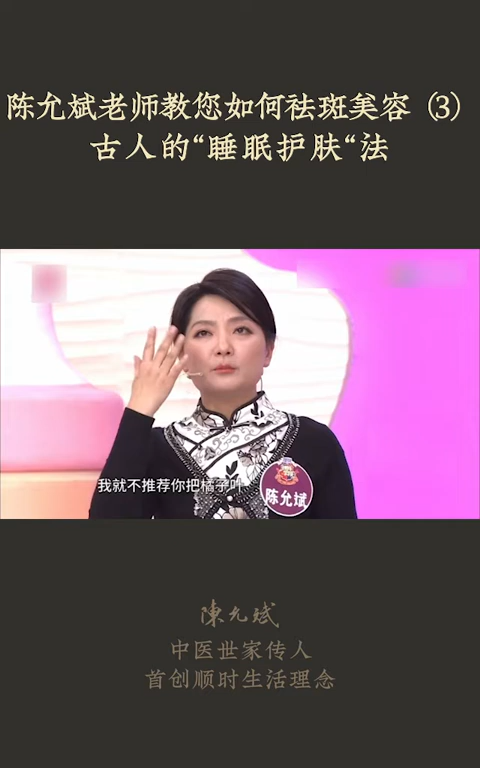 陈允斌老师教您如何祛斑美容（3）
古人的“睡眠护肤“法
我就不推荐你把橘子叶
陈允斌
陳允斌
中医世家传人
首创顺时生活理念